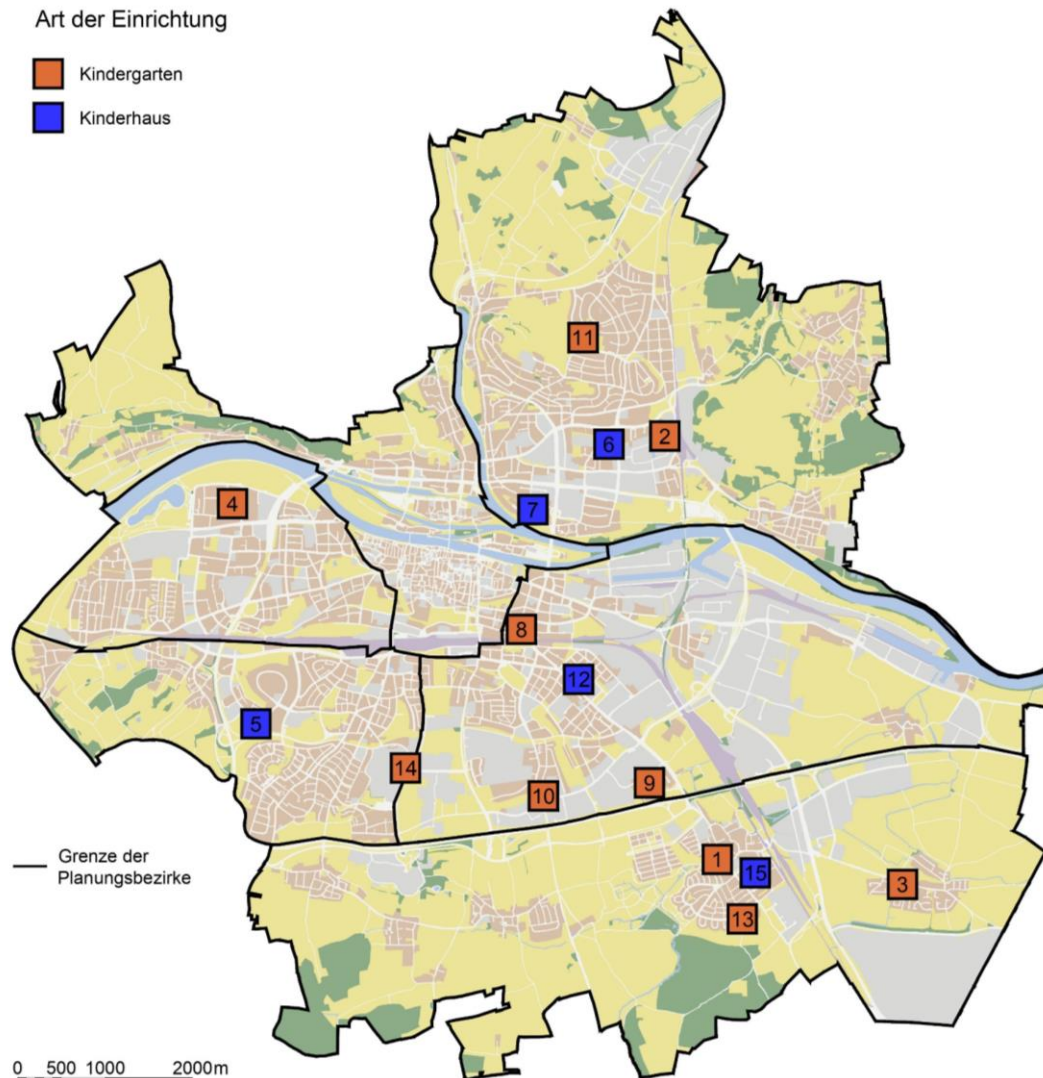 Art der Einrichtung
Kindergarten
Kinderhaus
11
6
2
7
4
8
12
5
14
10
9
Grenze der
Planungsbezirke
1
15
3
13
0 500 1000 2000m